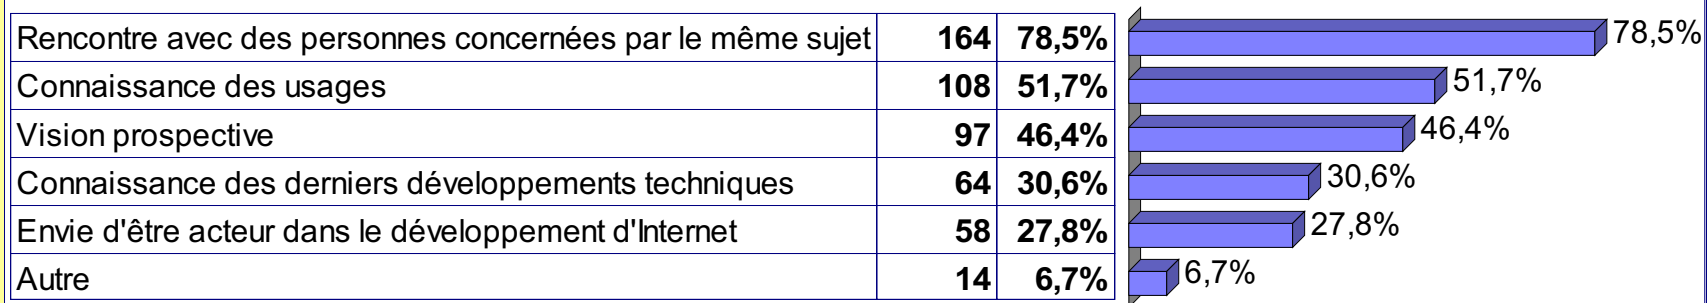 Rencontre avec des personnes concernées par le même sujet 164 78,5% 78,5%
Connaissance des usages 108 51,7% 51,7%
Vision prospective 97 46,4% 46,4%
Connaissance des derniers développements techniques 64 30,6% 30,6%
Envie d'être acteur dans le développement d'Internet 58 27,8% 27,8%
Autre 14 6,7% 6,7%